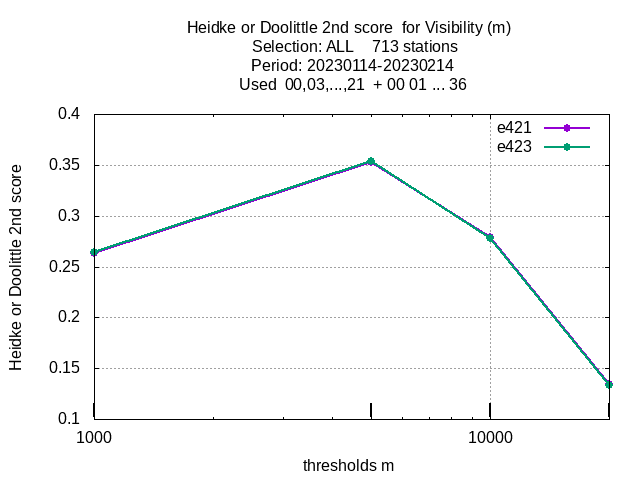 Heidke or Doolittle 2nd score  for Visibility (m)
Selection: ALL    713 stations
Period: 20230114-20230214
Used  00,03,...,21  + 00 01 ... 36
0.4
0.35
0.3
0.25
0.2
0.15
0.1
Heidke or Doolittle 2nd score
e421
e423
1000
10000
thresholds m